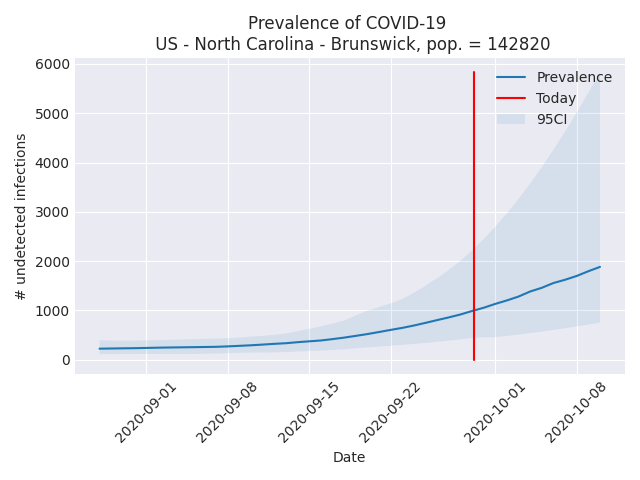 Prevalence of COVID-19
US - North Carolina - Brunswick, pop. = 142820
6000
5000
4000
3000
2000
1000
0
# undetected infections
Prevalence
Today
95CI
2020-09-01
2020-09-08
2020-09-15
2020-09-22
2020-10-01
2020-10-08
Date